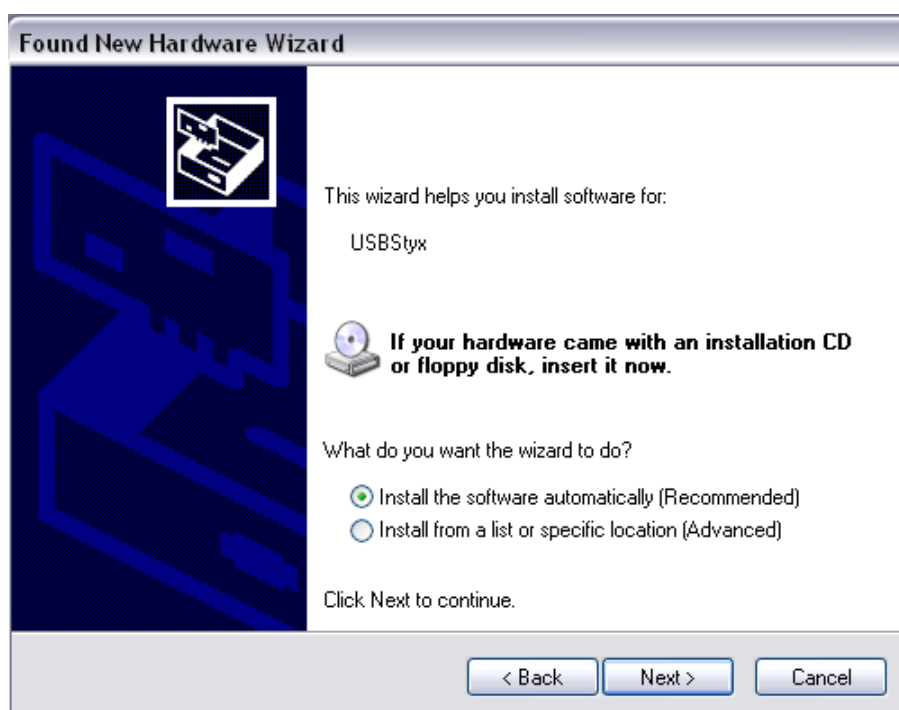 Found New Hardware Wizard
This wizard helps you install software for:
USBStyx
If your hardware came with an installation CD
or floppy disk, insert it now.
What do you want the wizard to do?
Install the software automatically (Recommended)
Install from a list or specific location (Advanced)
Click Next to continue.
< Back Next > Cancel